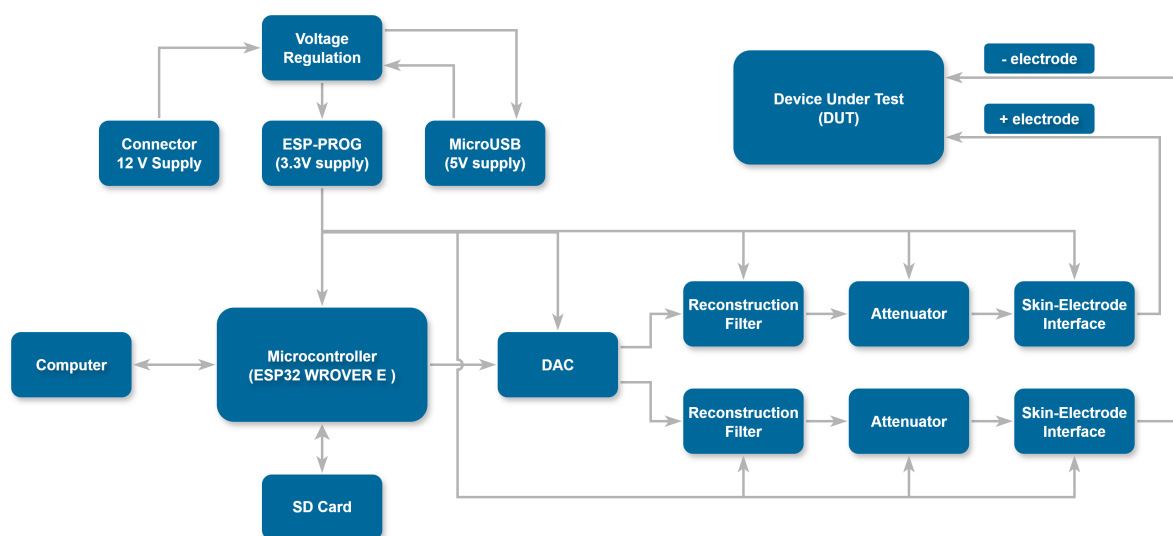 Voltage
Regulation
- electrode
Device Under Test
(DUT)
+ electrode
Connector
12 V Supply
ESP-PROG
(3.3V supply)
MicroUSB
(5V supply)
Reconstruction
Filter
Attenuator
Skin-Electrode
Interface
Computer
Microcontroller
(ESP32 WROVER E )
DAC
Reconstruction
Filter
Attenuator
Skin-Electrode
Interface
SD Card